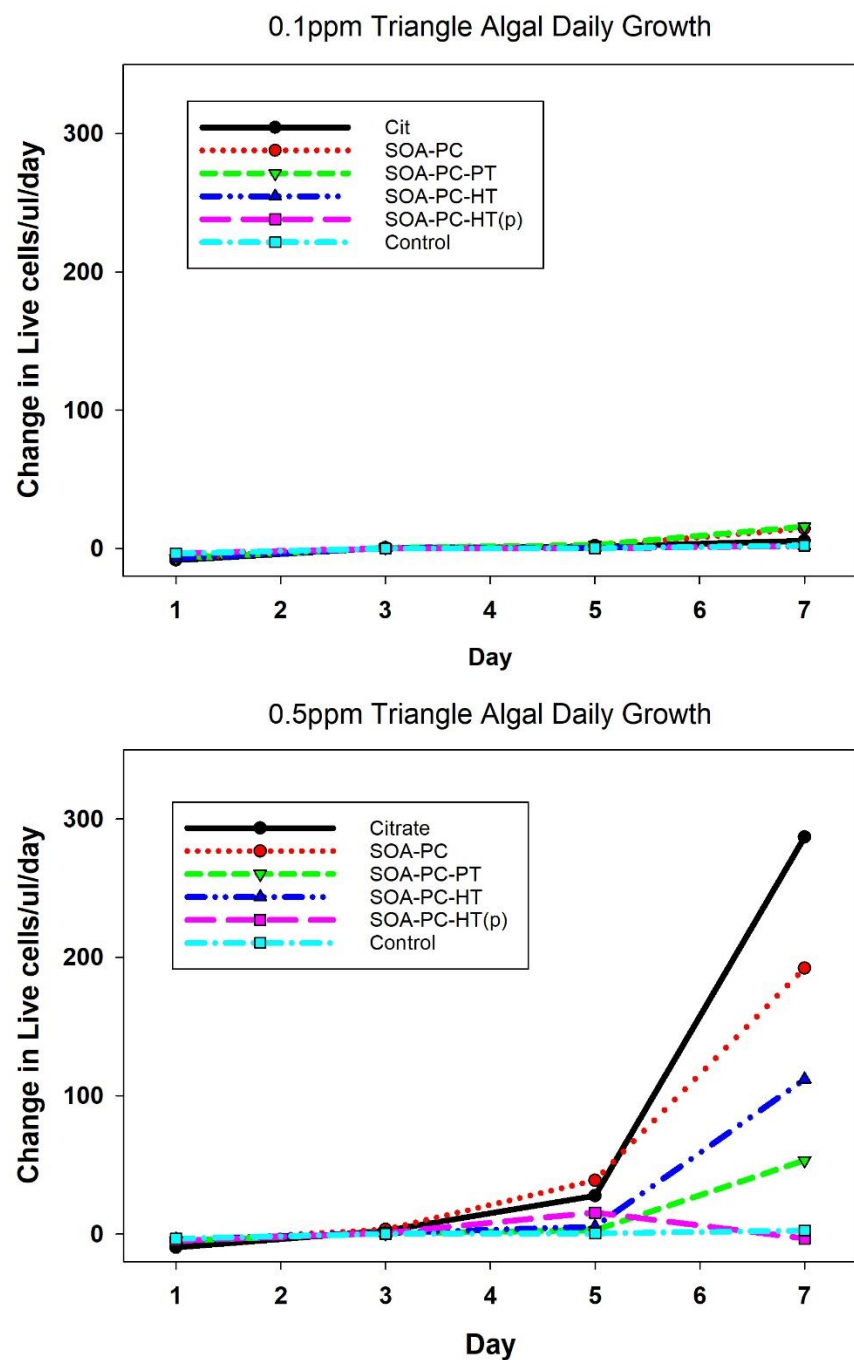 0.1ppm Triangle Algal Daily Growth
Change in Live cells/ul/day
300
200
100
0
Cit
SOA-PC
SOA-PC-PT
SOA-PC-HT
SOA-PC-HT(p)
Control
1 2 3 4 5 6 7
Day
0.5ppm Triangle Algal Daily Growth
Change in Live cells/ul/day
300
200
100
0
Citrate
SOA-PC
SOA-PC-PT
SOA-PC-HT
SOA-PC-HT(p)
Control
1 2 3 4 5 6 7
Day